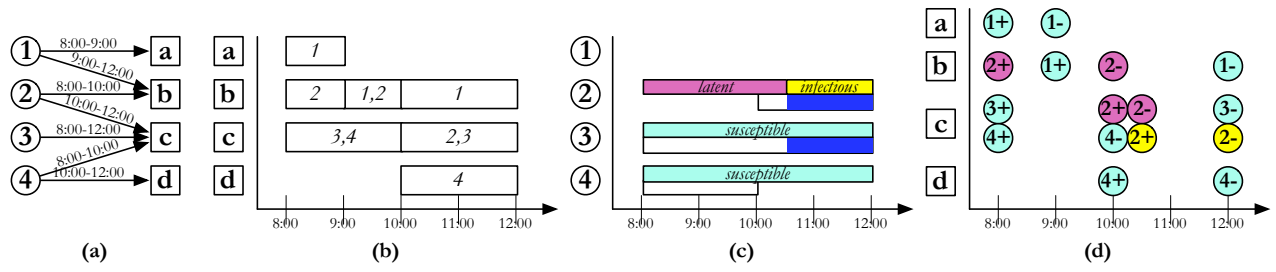 1 8:00-9:00 a
9:00-12:00
2 8:00-10:00 b
10:00-12:00
3 8:00-12:00 c
8:00-10:00
4 10:00-12:00 d
(a)
a 1
b 2 1,2 1
c 3,4 2,3
d 4
8:00 9:00 10:00 11:00 12:00
(b)
1
2 latent infectious
3 susceptible
4 susceptible
8:00 9:00 10:00 11:00 12:00
(c)
a 1+ 1-
b 2+ 1+ 2- 1-
c 3+ 2+ 2- 3-
4+ 4- 2+ 2-
d 4+ 4-
8:00 9:00 10:00 11:00 12:00
(d)